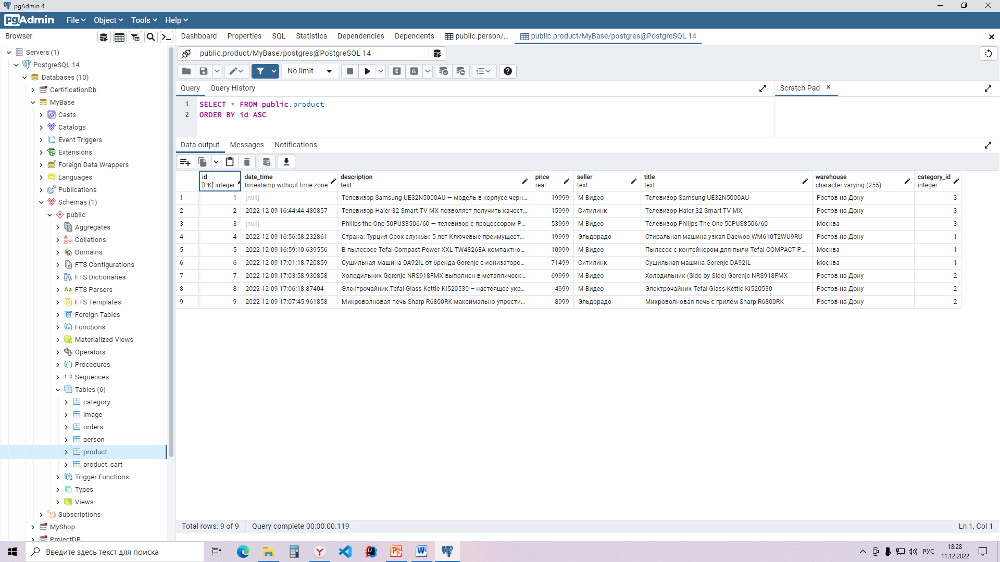 pgAdmin 4
pgAdmin File Object Tools Help
Browser
Dashboard Properties SQL Statistics Dependencies Dependents public.person/... public.product/MyBase/postgres@PostgreSQL 14
Servers (1)
PostgreSQL 14
Databases (10)
CertificationDb
MyBase
Casts
Catalogs
Event Triggers
Extensions
Foreign Data Wrappers
Languages
Publications
Schemas (1)
public
Aggregates
Collations
Domains
FTS Configurations
FTS Dictionaries
FTS Parsers
FTS Templates
Foreign Tables
Functions
Materialized Views
Operators
Procedures
Sequences
Tables (6)
category
image
orders
person
product
product_cart
Trigger Functions
Types
Views
Subscriptions
MyShop
ProjectDB
public.product/MyBase/postgres@PostgreSQL 14
No limit
Query Query History
Scratch Pad
1 SELECT * FROM public.product
2 ORDER BY id ASC
Data output Messages Notifications
id date_time description price seller title warehouse category_id
[PK] integer timestamp without time zone text real text text character varying (255) integer
1 1 [null] Телевизор Samsung UE32N5000AU — модель в корпусе черн... 19999 М-Видео Телевизор Samsung UE32N5000AU Ростов-на-Дону 3
2 2 2022-12-09 16:44:44.480857 Телевизор Haier 32 Smart TV MX позволяет получить качест... 15999 Ситилинк Телевизор Haier 32 Smart TV MX Ростов-на-Дону 3
3 3 [null] Philips the One 50PUS8506/60 — телевизор с процессором P... 53999 М-Видео Телевизор Philips The One 50PUS8506/60 Москва 3
4 4 2022-12-09 16:56:58.232861 Страна: Турция Срок службы: 5 лет Ключевые преимущест... 19999 Эльдорадо Стиральная машина узкая Daewoo WM610T2WU9RU Ростов-на-Дону 1
5 5 2022-12-09 16:59:10.639556 В пылесосе Tefal Compact Power XXL TW4826EA компактно... 10999 М-Видео Пылесос с контейнером для пыли Tefal COMPACT P... Москва 1
6 6 2022-12-09 17:01:18.720859 Сушильная машина DA92IL от бренда Gorenje с ионизаторо... 71499 Ситилинк Сушильная машина Gorenje DA92IL Москва 1
7 7 2022-12-09 17:03:58.930858 Холодильник Gorenje NRS918FMX выполнен в металлическ... 69999 М-Видео Холодильник (Side-by-Side) Gorenje NRS918FMX Ростов-на-Дону 2
8 8 2022-12-09 17:06:18.87404 Электрочайник Tefal Glass Kettle KI520530 – настоящее укр... 4999 М-Видео Электрочайник Tefal Glass Kettle KI520530 Ростов-на-Дону 2
9 9 2022-12-09 17:07:45.961858 Микроволновая печь Sharp R6800RK максимально упрости... 8999 Эльдорадо Микроволновая печь с грилем Sharp R6800RK Ростов-на-Дону 2
Total rows: 9 of 9 Query complete 00:00:00.119 Ln 1, Col 1
Введите здесь текст для поиска
РУС
18:28
11.12.2022